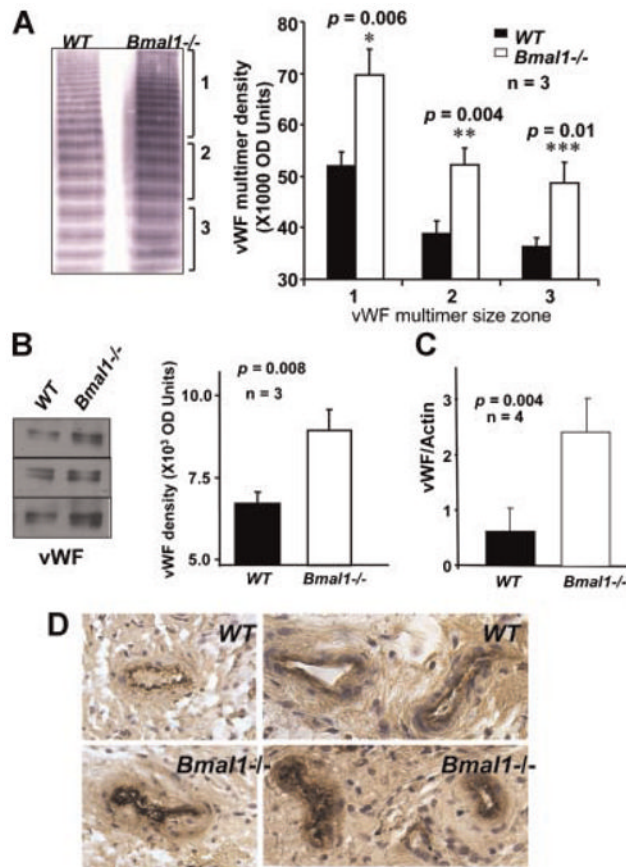 A
WT Bmal1-/-
1
2
3
vWF multimer density
(X1000 OD Units)
70
60
50
40
30
p = 0.006
*
WT
Bmal1-/-
n = 3
p = 0.004
**
p = 0.01
***
1 2 3
vWF multimer size zone
B
WT Bmal1-/-
vWF
vWF density (X10³ OD Units)
10.0
7.5
5.0
p = 0.008
n = 3
WT Bmal1-/-
C
vWF/Actin
3
2
1
0
p = 0.004
n = 4
WT Bmal1-/-
D
WT WT
Bmal1-/- Bmal1-/-